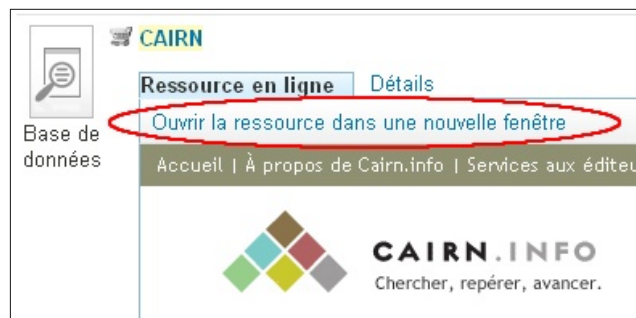 CAIRN
Ressource en ligne Détails
Ouvrir la ressource dans une nouvelle fenêtre
Base de
données
Accueil | À propos de Cairn.info | Services aux éditeu
CAIRN.INFO
Chercher, repérer, avancer.